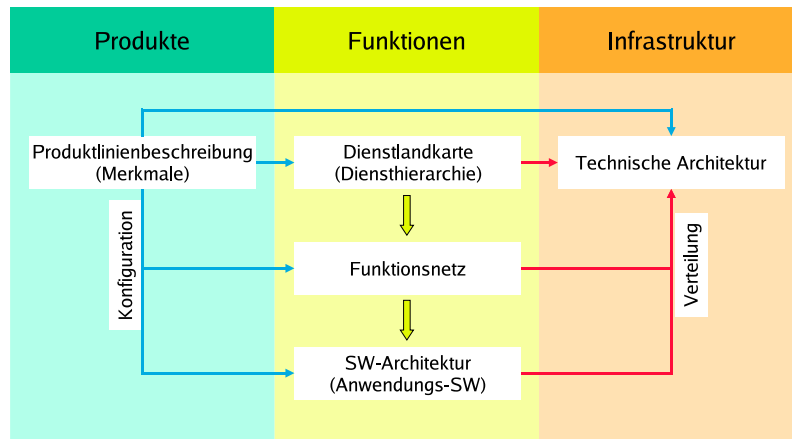 Produkte
Funktionen
Infrastruktur
Produktlinienbeschreibung
(Merkmale)
Dienstlandkarte
(Diensthierarchie)
Technische Architektur
Konfiguration
Funktionsnetz
Verteilung
SW-Architektur
(Anwendungs-SW)